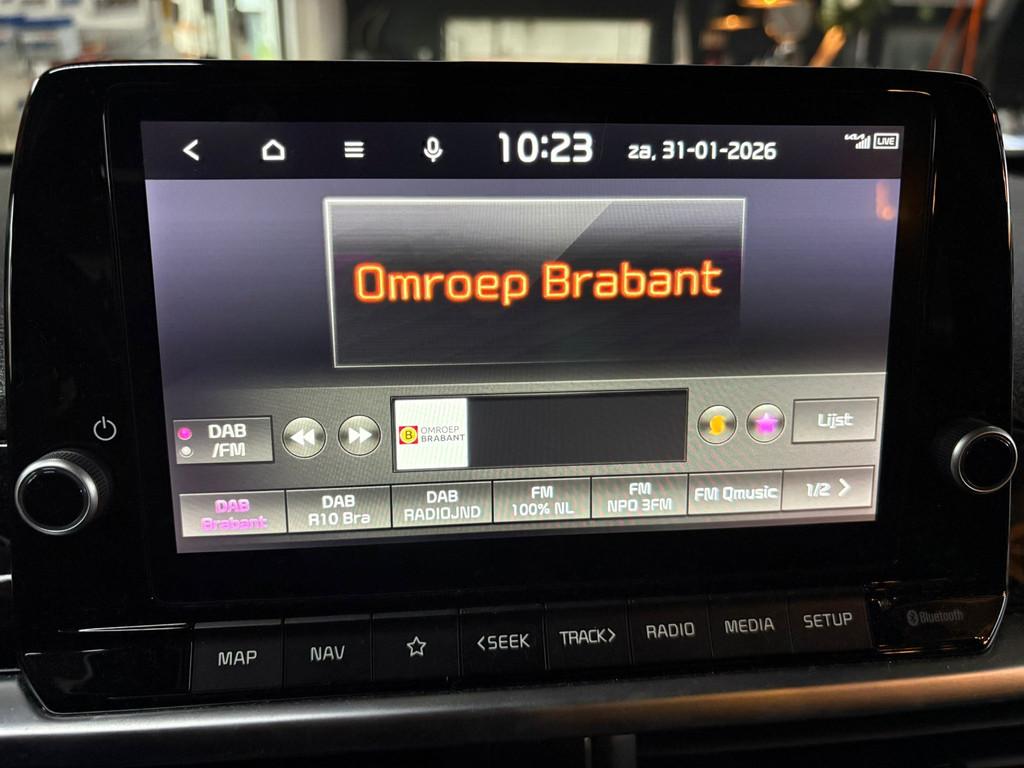 10:23 za, 31-01-2026 LIVE
Omroep Brabant
DAB
/FM
B OMROEP
BRABANT
Lijst
DAB
Brabant
DAB
R10 Bra
DAB
RADIOJND
FM
100% NL
FM
NPO 3FM
FM Qmusic
1/2
MAP
NAV
<SEEK
TRACK>
RADIO
MEDIA
SETUP
Bluetooth